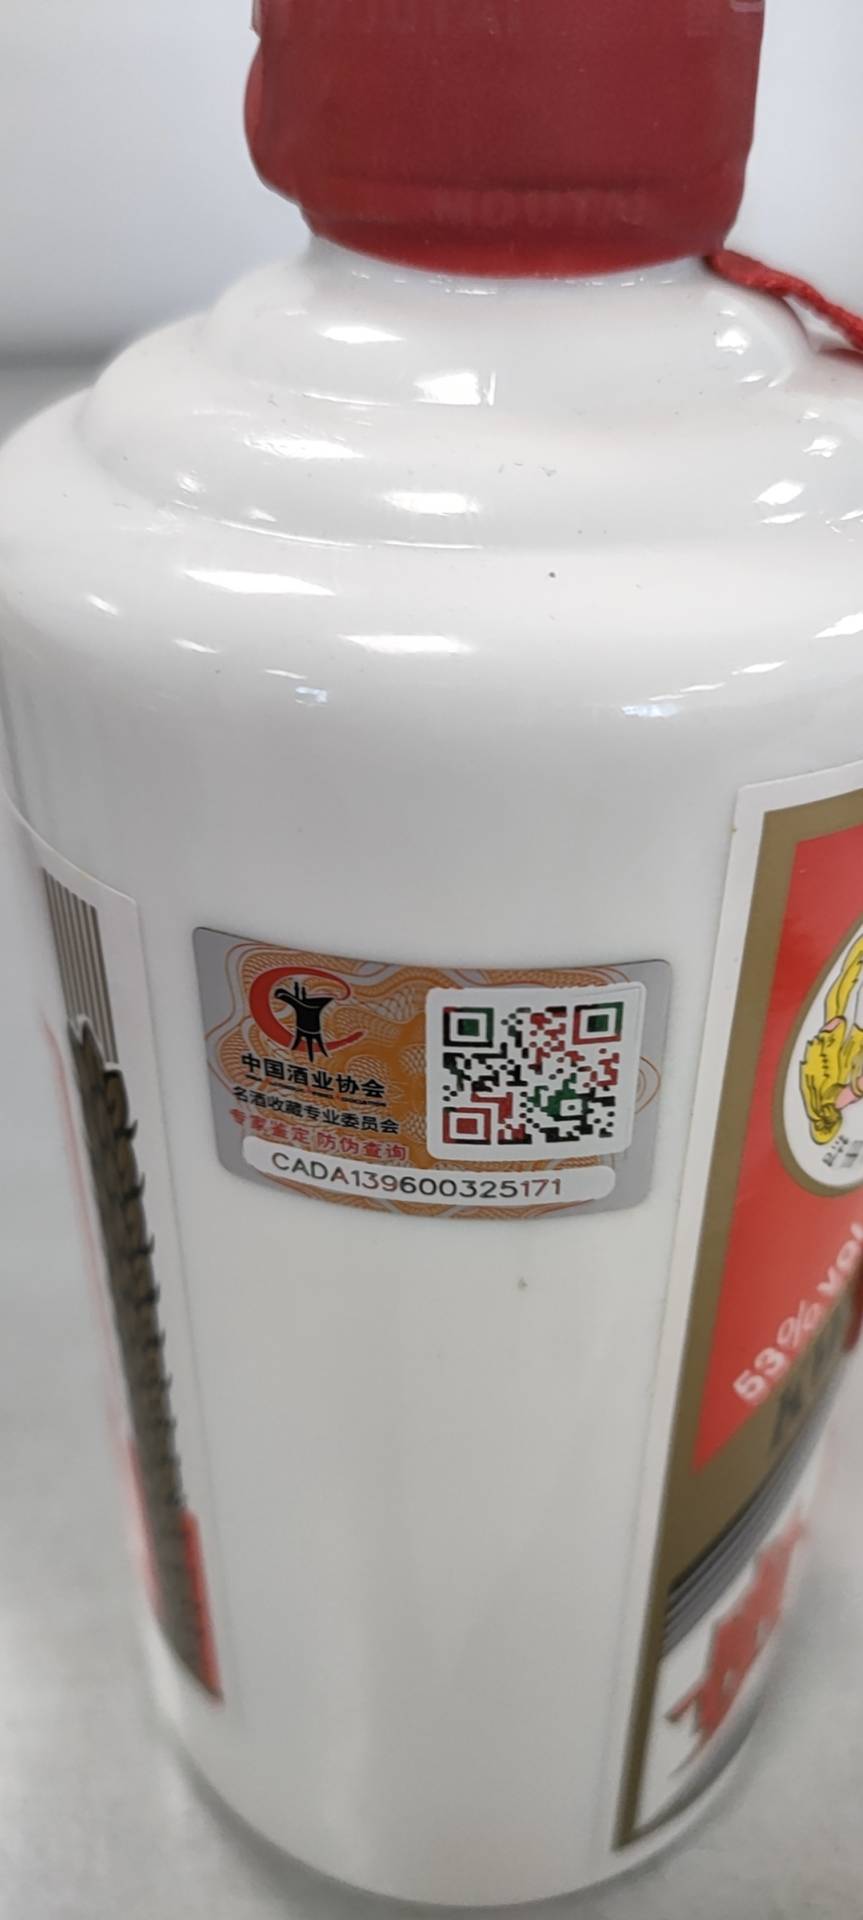 MOUTAI
中国酒业协会
名酒收藏专业委员会
专家鉴定 防伪查询
CADA139600325171
53% vol